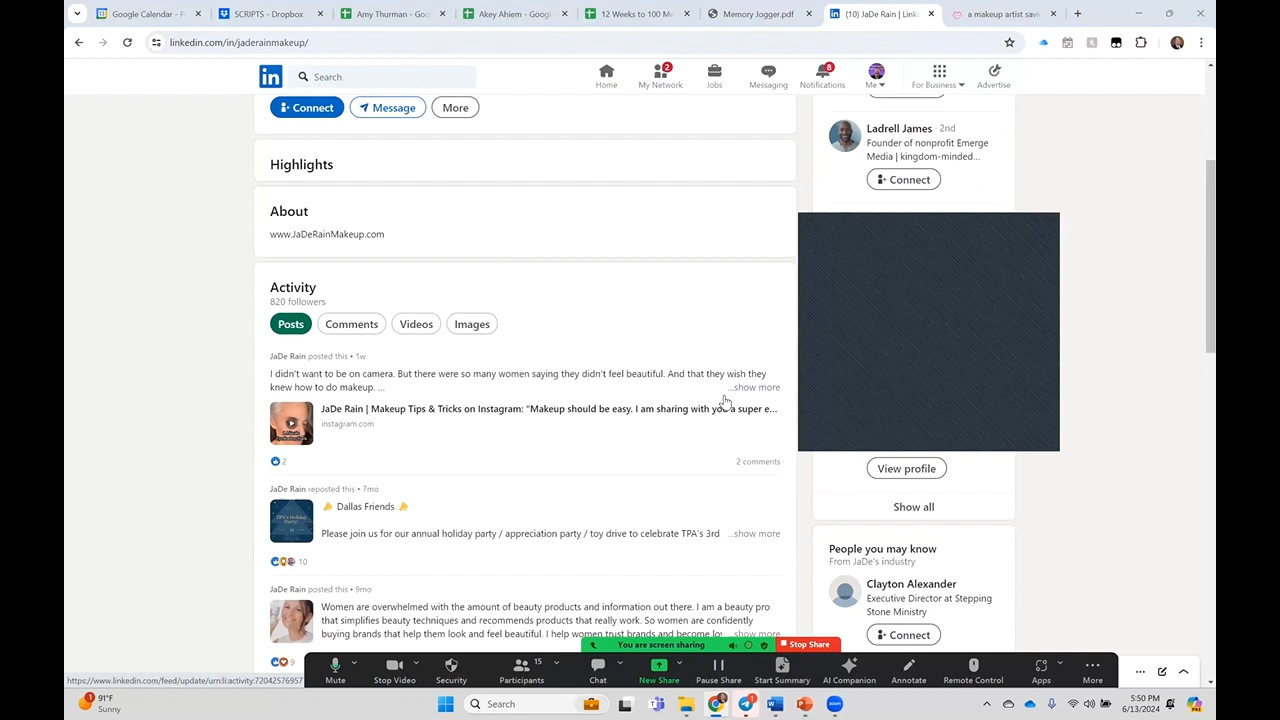 Google Calendar - F
SCRIPTS - Dropbox
Amy Thurman - Goo
Akey Ahiem - Googl
12 Weeks to 100 Me
Memory Jogger.pdf
(10) JaDe Rain | Link
a makeup artist savi
linkedin.com/in/jaderainmakeup/
Search
Home
2
My Network
Jobs
Messaging
8
Notifications
Me
For Business
Advertise
Connect
Message
More
Highlights
About
www.JaDeRainMakeup.com
Activity
820 followers
Posts
Comments
Videos
Images
JaDe Rain posted this • 1w
I didn't want to be on camera. But there were so many women saying they didn't feel beautiful. And that they wish they
knew how to do makeup. ...
...show more
JaDe Rain | Makeup Tips & Tricks on Instagram: "Makeup should be easy. I am sharing with you a super e...
instagram.com
2
2 comments
JaDe Rain reposted this • 7mo
TPA's Holiday
Party!
Dallas Friends
Please join us for our annual holiday party / appreciation party / toy drive to celebrate TPA's 3rd
...show more
10
JaDe Rain posted this • 9mo
Women are overwhelmed with the amount of beauty products and information out there. I am a beauty pro
that simplifies beauty techniques and recommends products that really work. So women are confidently
buying brands that help them look and feel beautiful. I help women trust brands and become lo
...show more
9
Ladrell James · 2nd
Founder of nonprofit Emerge
Media | kingdom-minded...
Connect
View profile
Show all
People you may know
From JaDe's industry
Clayton Alexander
Executive Director at Stepping
Stone Ministry
Connect
You are screen sharing
Stop Share
Mute
Stop Video
Security
15
Participants
Chat
New Share
Pause Share
Start Summary
AI Companion
Annotate
Remote Control
Apps
More
https://www.linkedin.com/feed/update/urn:li:activity:72042576957
1
91°F
Sunny
Search
5:50 PM
6/13/2024